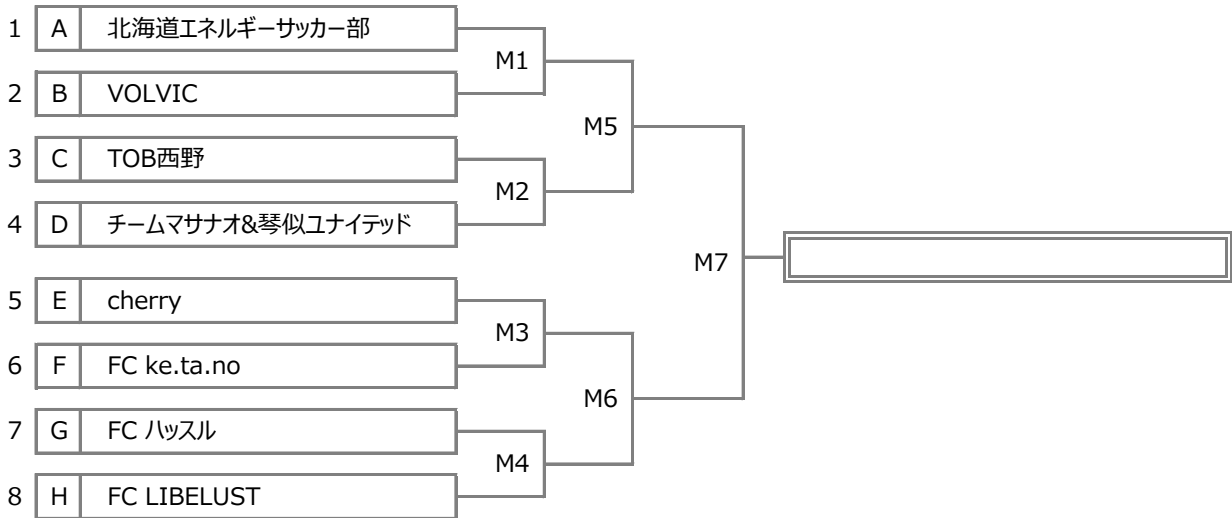 1 A 北海道エネルギーサッカー部
M1
2 B VOLVIC
M5
3 C TOB西野
M2
4 D チームマサナオ&琴似ユナイテッド
M7
5 E cherry
M3
6 F FC ke.ta.no
M6
7 G FC ハッスル
M4
8 H FC LIBELUST